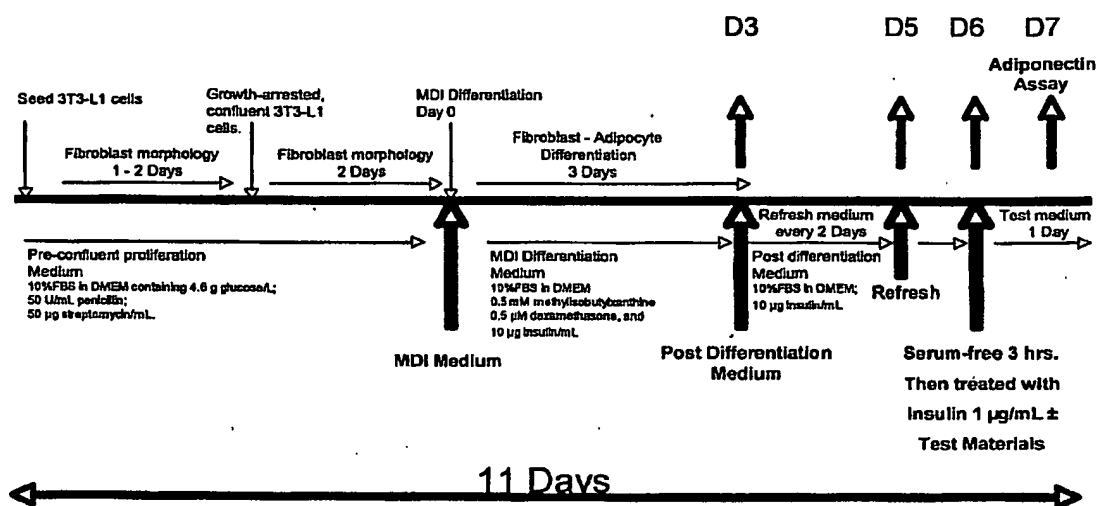 D3
D5
D6
D7
Adiponectin
Assay
Seed 3T3-L1 cells
Growth-arrested,
confluent 3T3-L1
cells.
MDI Differentiation
Day 0
Fibroblast morphology
1 - 2 Days
Fibroblast morphology
2 Days
Fibroblast - Adipocyte
Differentiation
3 Days
Refresh medium
every 2 Days
Test medium
1 Day
Pre-confluent proliferation
Medium
10%FBS in DMEM containing 4.6 g glucose/L;
50 U/mL penicillin;
50 µg streptomycin/mL.
MDI Differentiation
Medium
10%FBS in DMEM
0.5 mM methylisobutylxanthine
0.5 µM dexamethasone, and
10 µg insulin/mL
Post differentiation
Medium
10%FBS in DMEM;
10 µg insulin/mL
Refresh
MDI Medium
Post Differentiation
Medium
Serum-free 3 hrs.
Then treated with
Insulin 1 µg/mL ±
Test Materials
11 Days